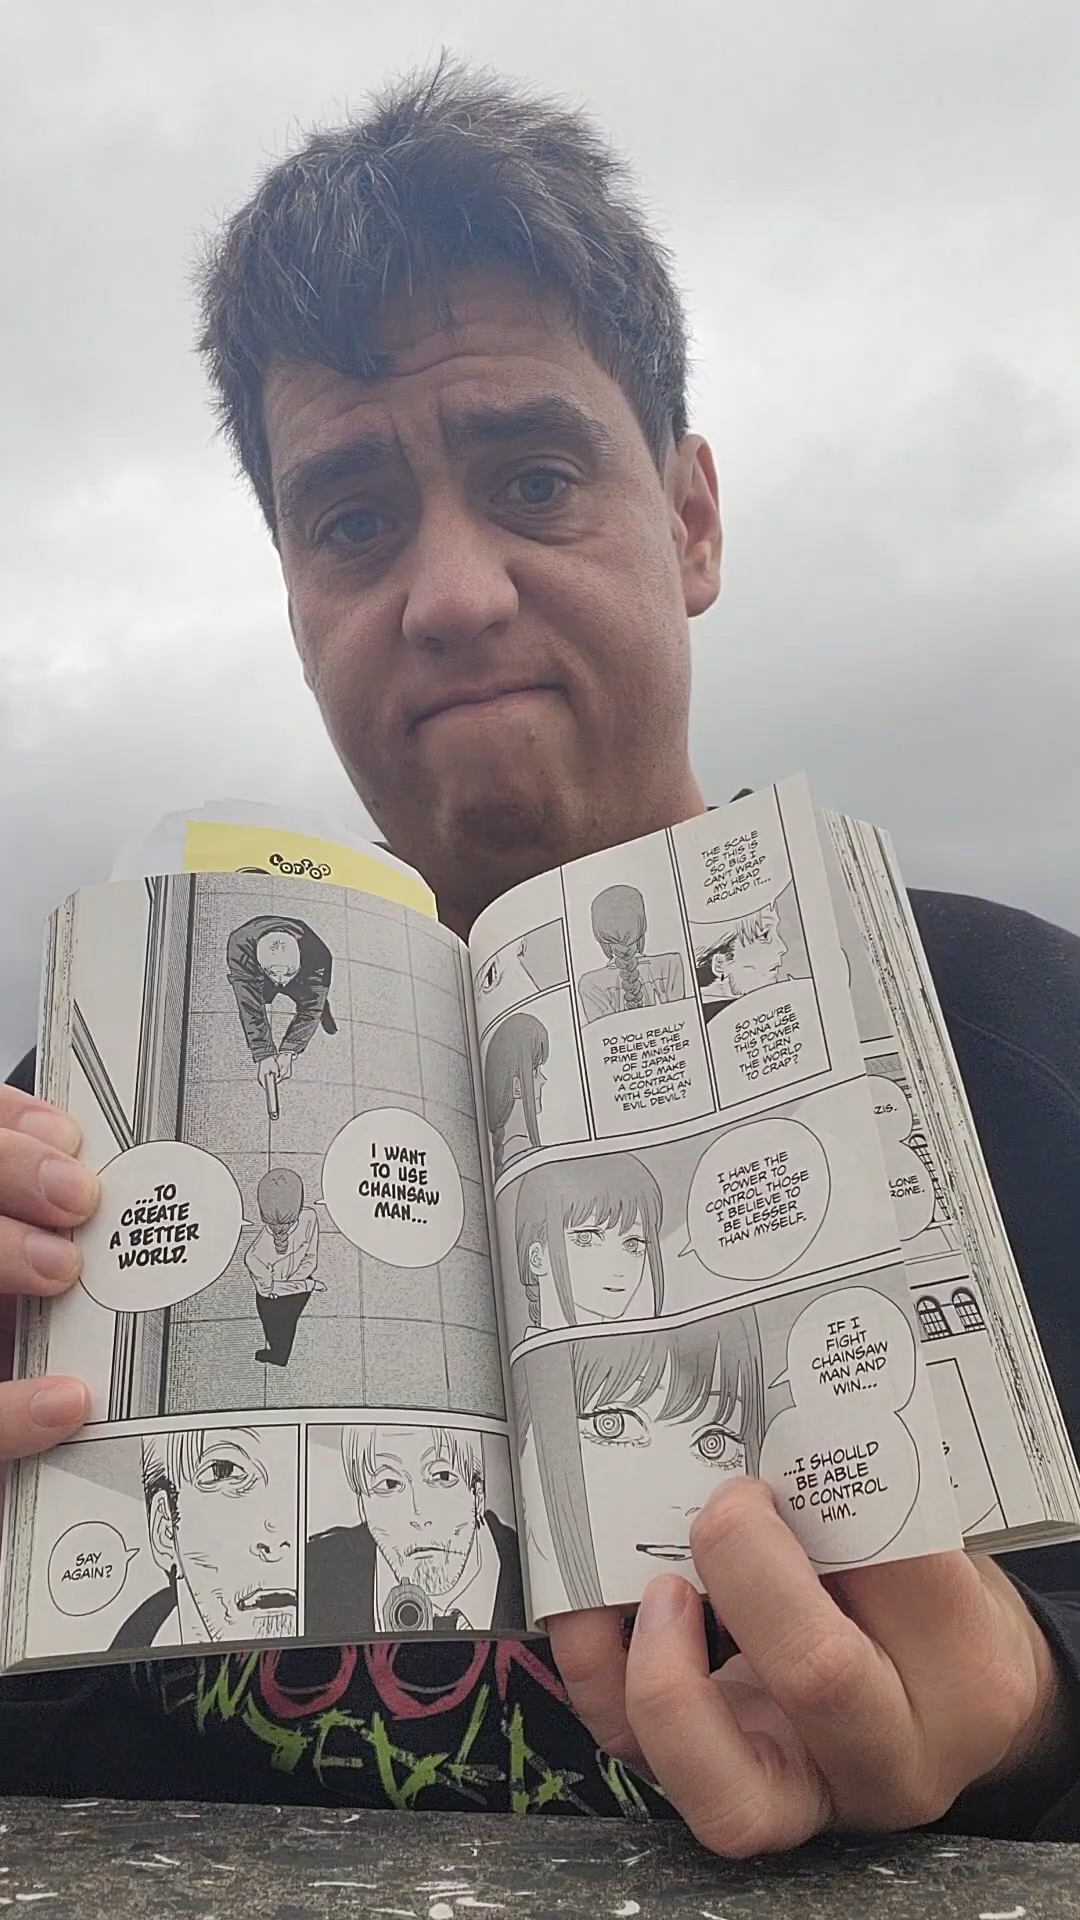 LOTTO
THE SCALE
OF THIS IS
SO BIG I
CAN'T WRAP
MY HEAD
AROUND IT...
DO YOU REALLY
BELIEVE THE
PRIME MINISTER
OF JAPAN
WOULD MAKE
A CONTRACT
WITH SUCH AN
EVIL DEVIL?
SO YOU'RE
GONNA USE
THIS POWER
TO TURN
THE WORLD
TO CRAP?
I HAVE THE
POWER TO
CONTROL THOSE
I BELIEVE TO
BE LESSER
THAN MYSELF.
IF I
FIGHT
CHAINSAW
MAN AND
WIN...
...I SHOULD
BE ABLE
TO CONTROL
HIM.
I WANT
TO USE
CHAINSAW
MAN...
...TO
CREATE
A BETTER
WORLD.
SAY
AGAIN?